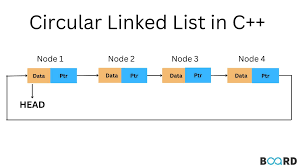 Circular Linked List in C++
Node 1 Node 2 Node 3 Node 4
Data Ptr Data Ptr Data Ptr Data Ptr
HEAD
BOARD